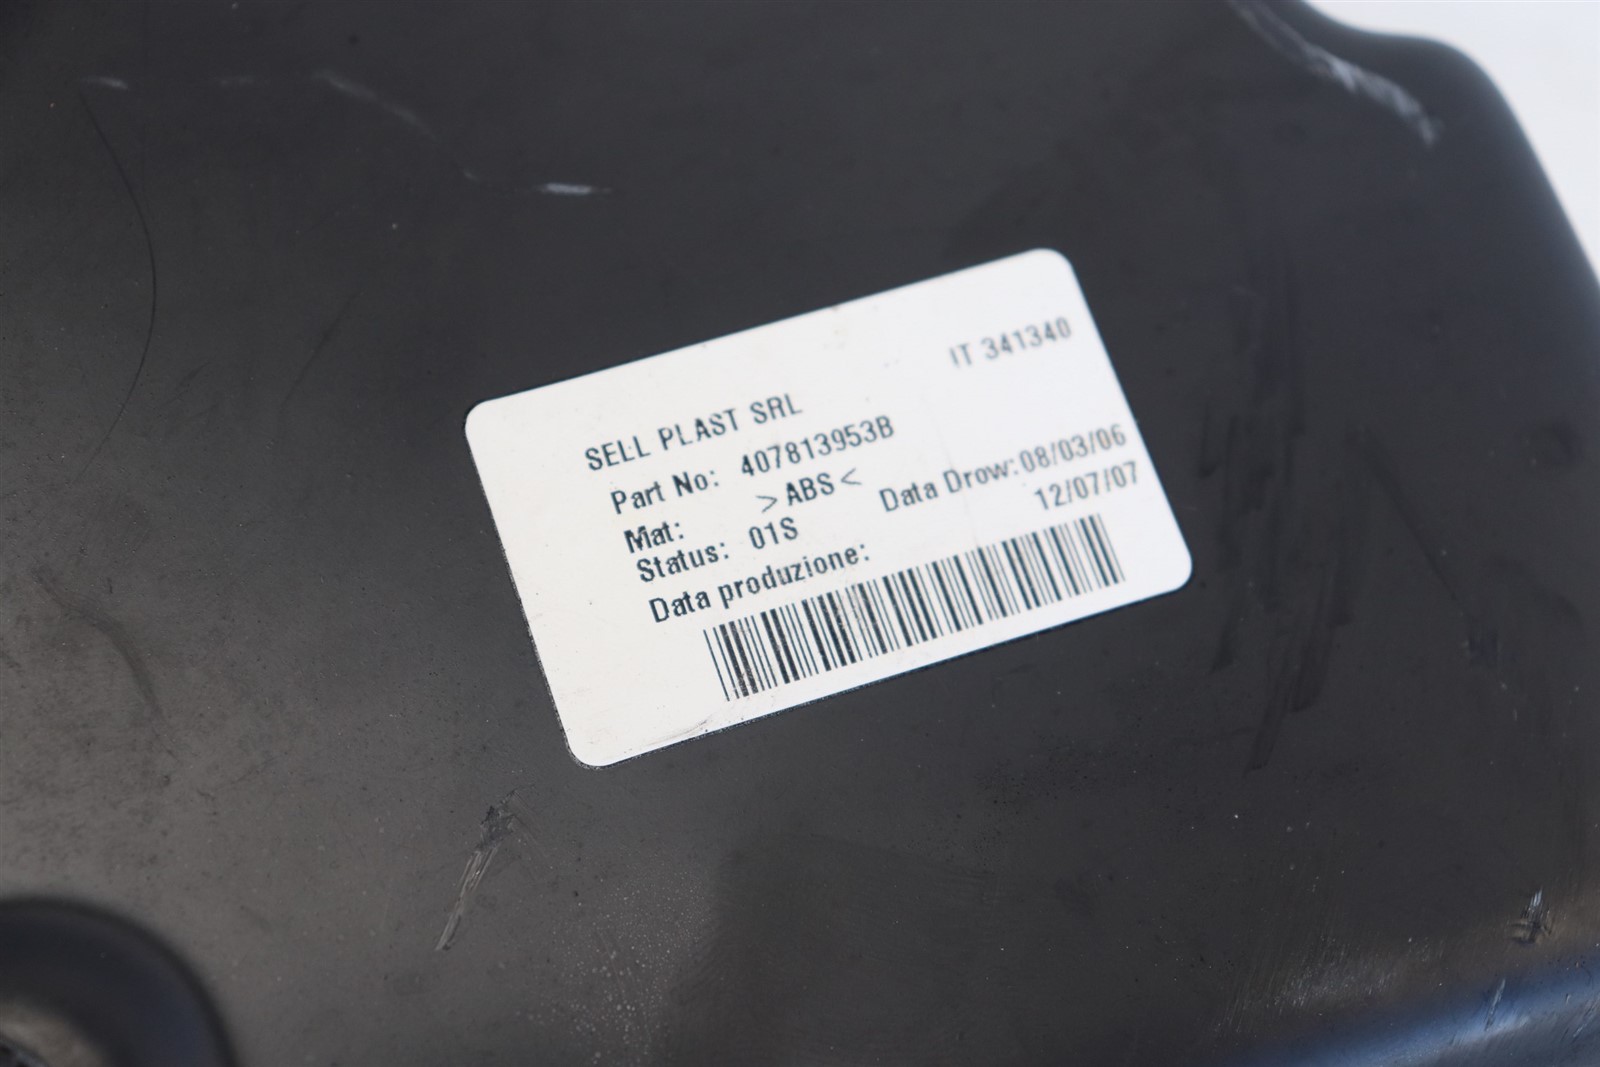 IT 341340
SELL PLAST SRL
Part No: 407813953B
Mat: >ABS< Data Drow: 08/03/06
Status: 01S 12/07/07
Data produzione: